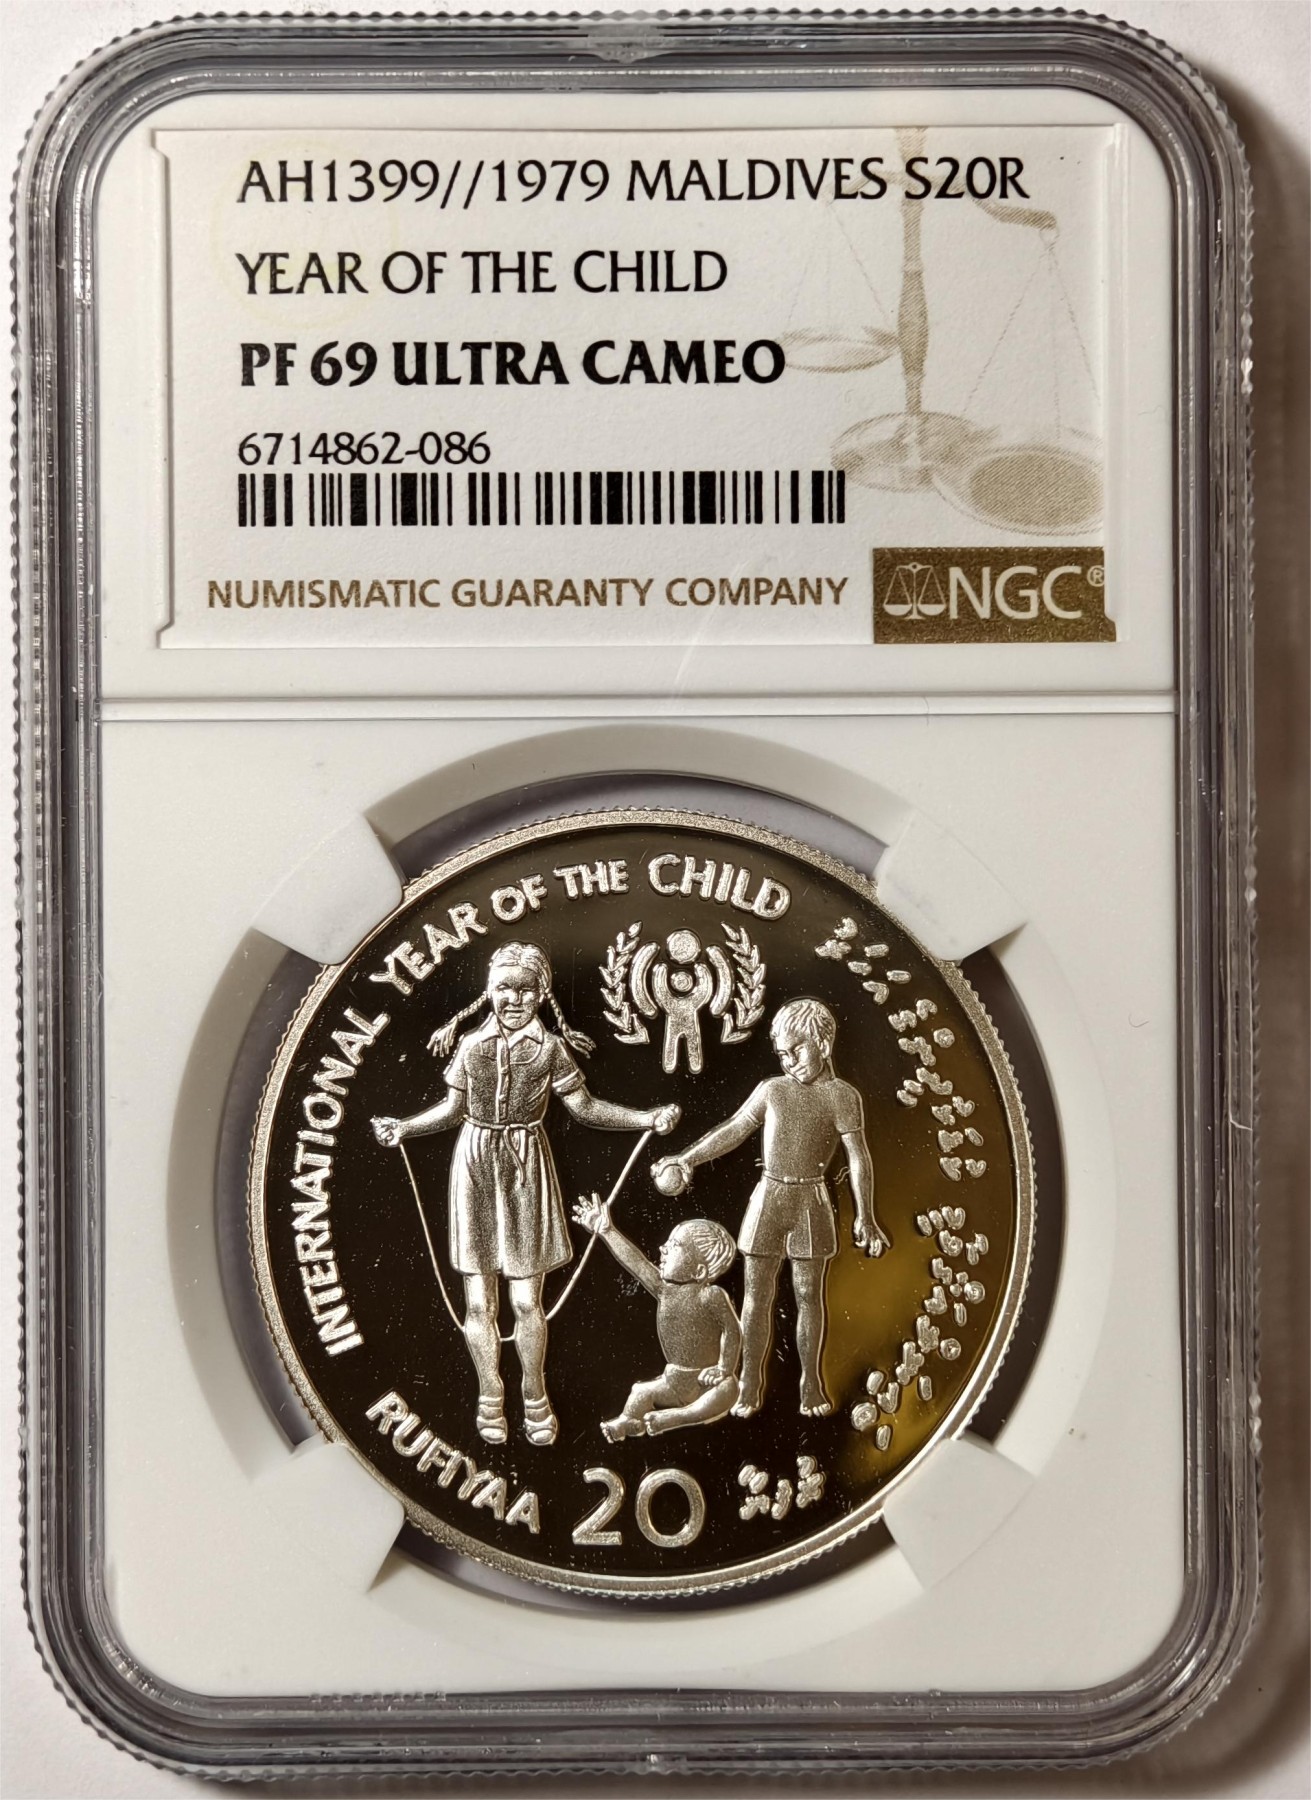 AH1399//1979 MALDIVES S20R
YEAR OF THE CHILD
PF 69 ULTRA CAMEO
6714862-086
NUMISMATIC GUARANTY COMPANY
NGC®
INTERNATIONAL YEAR OF THE CHILD
RUFIYAA 20